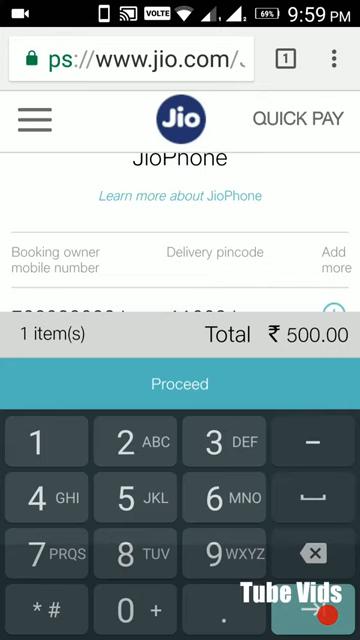 VOLTE 69% 9:59 PM
ps://www.jio.com/ 1
Jio QUICK PAY
JioPhone
Learn more about JioPhone
Booking owner mobile number
Delivery pincode
Add more
1 item(s) Total ₹ 500.00
Proceed
1 2 ABC 3 DEF –
4 GHI 5 JKL 6 MNO
7 PRQS 8 TUV 9 WXYZ
* # 0 + .
Tube Vids